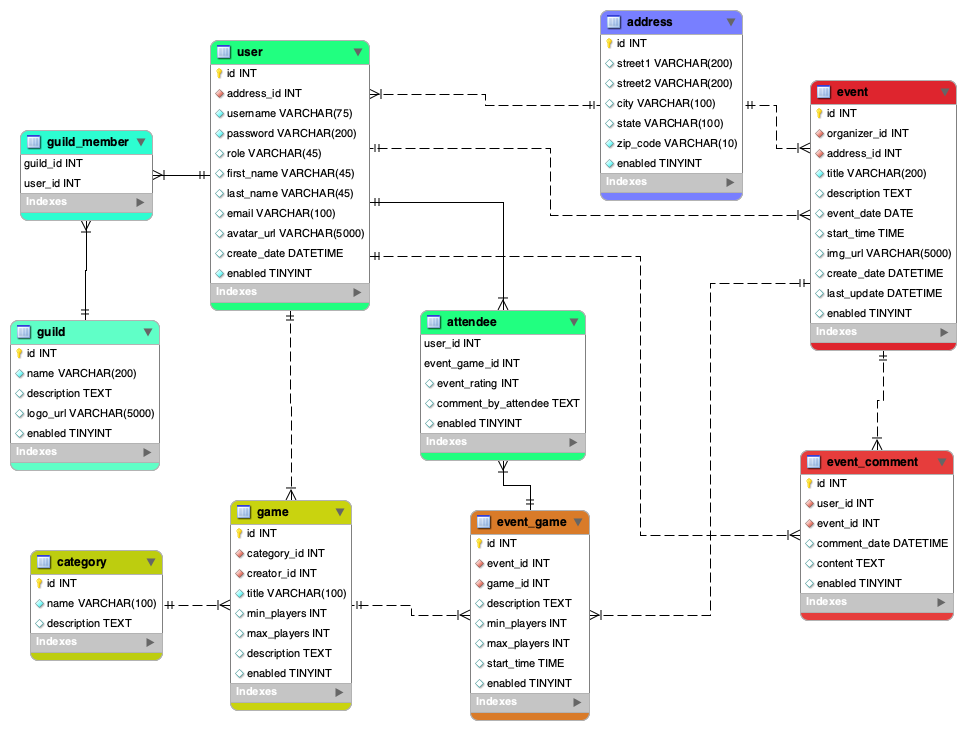 address
id INT
street1 VARCHAR(200)
street2 VARCHAR(200)
city VARCHAR(100)
state VARCHAR(100)
zip_code VARCHAR(10)
enabled TINYINT
Indexes
user
id INT
address_id INT
username VARCHAR(75)
password VARCHAR(200)
role VARCHAR(45)
first_name VARCHAR(45)
last_name VARCHAR(45)
email VARCHAR(100)
avatar_url VARCHAR(5000)
create_date DATETIME
enabled TINYINT
Indexes
event
id INT
organizer_id INT
address_id INT
title VARCHAR(200)
description TEXT
event_date DATE
start_time TIME
img_url VARCHAR(5000)
create_date DATETIME
last_update DATETIME
enabled TINYINT
Indexes
guild_member
guild_id INT
user_id INT
Indexes
guild
id INT
name VARCHAR(200)
description TEXT
logo_url VARCHAR(5000)
enabled TINYINT
Indexes
attendee
user_id INT
event_game_id INT
event_rating INT
comment_by_attendee TEXT
enabled TINYINT
Indexes
event_comment
id INT
user_id INT
event_id INT
comment_date DATETIME
content TEXT
enabled TINYINT
Indexes
game
id INT
category_id INT
creator_id INT
title VARCHAR(100)
min_players INT
max_players INT
description TEXT
enabled TINYINT
Indexes
event_game
id INT
event_id INT
game_id INT
description TEXT
min_players INT
max_players INT
start_time TIME
enabled TINYINT
Indexes
category
id INT
name VARCHAR(100)
description TEXT
Indexes